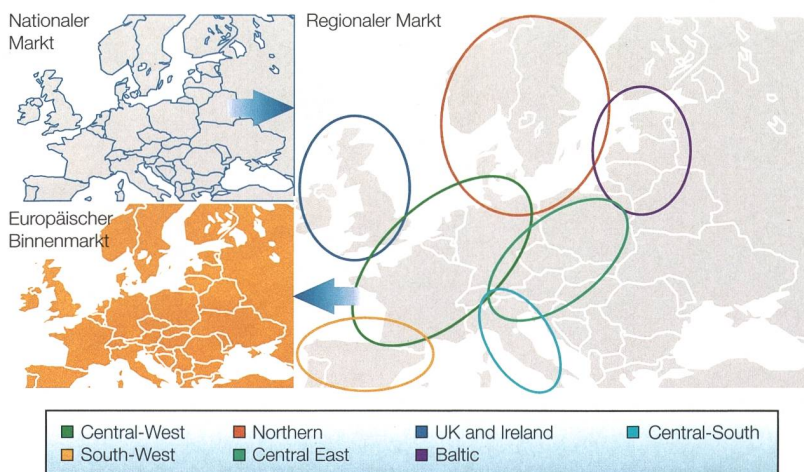 Nationaler
Markt
Regionaler Markt
Europäischer
Binnenmarkt
Central-West
Northern
UK and Ireland
Central-South
South-West
Central East
Baltic